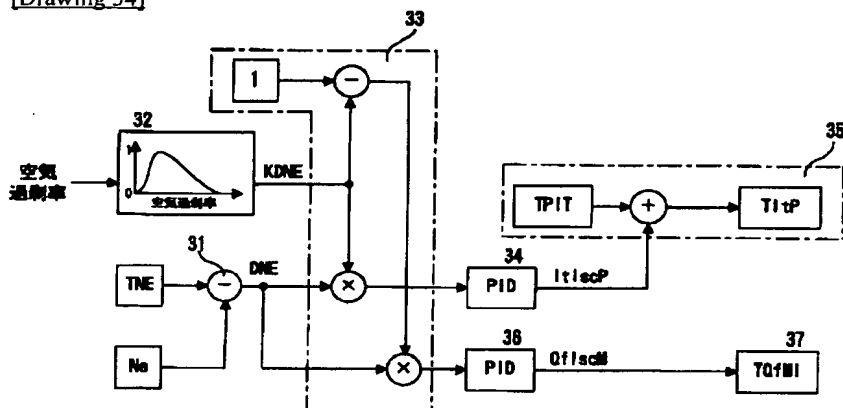 [Drawing 34]
33
1
−
32
1
0
空気過剰率
空気
過剰率
KDNE
35
TPIT
+
TItP
31
DNE
34
TNE
−
×
PID
ItIscP
36
37
Ne
×
PID
QfIscM
TQfMI